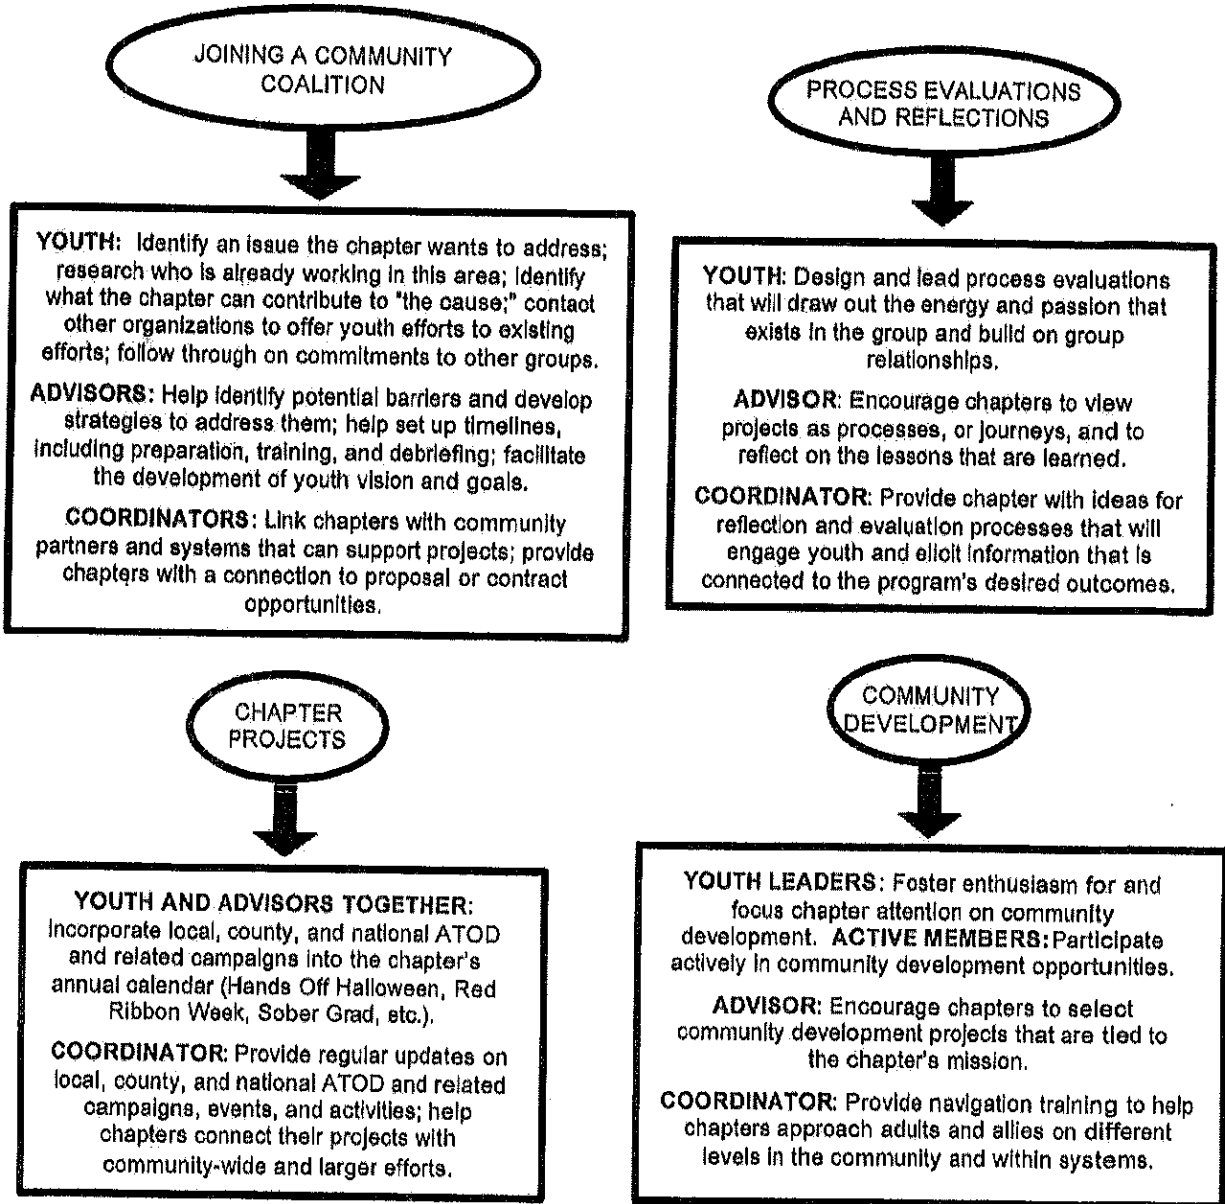 JOINING A COMMUNITY
COALITION
YOUTH: Identify an issue the chapter wants to address;
research who is already working in this area; identify
what the chapter can contribute to "the cause;" contact
other organizations to offer youth efforts to existing
efforts; follow through on commitments to other groups.
ADVISORS: Help identify potential barriers and develop
strategies to address them; help set up timelines,
including preparation, training, and debriefing; facilitate
the development of youth vision and goals.
COORDINATORS: Link chapters with community
partners and systems that can support projects; provide
chapters with a connection to proposal or contract
opportunities.
PROCESS EVALUATIONS
AND REFLECTIONS
YOUTH: Design and lead process evaluations
that will draw out the energy and passion that
exists in the group and build on group
relationships.
ADVISOR: Encourage chapters to view
projects as processes, or journeys, and to
reflect on the lessons that are learned.
COORDINATOR: Provide chapter with ideas for
reflection and evaluation processes that will
engage youth and elicit information that is
connected to the program's desired outcomes.
CHAPTER
PROJECTS
YOUTH AND ADVISORS TOGETHER:
Incorporate local, county, and national ATOD
and related campaigns into the chapter's
annual calendar (Hands Off Halloween, Red
Ribbon Week, Sober Grad, etc.).
COORDINATOR: Provide regular updates on
local, county, and national ATOD and related
campaigns, events, and activities; help
chapters connect their projects with
community-wide and larger efforts.
COMMUNITY
DEVELOPMENT
YOUTH LEADERS: Foster enthusiasm for and
focus chapter attention on community
development. ACTIVE MEMBERS: Participate
actively in community development opportunities.
ADVISOR: Encourage chapters to select
community development projects that are tied to
the chapter's mission.
COORDINATOR: Provide navigation training to help
chapters approach adults and allies on different
levels in the community and within systems.